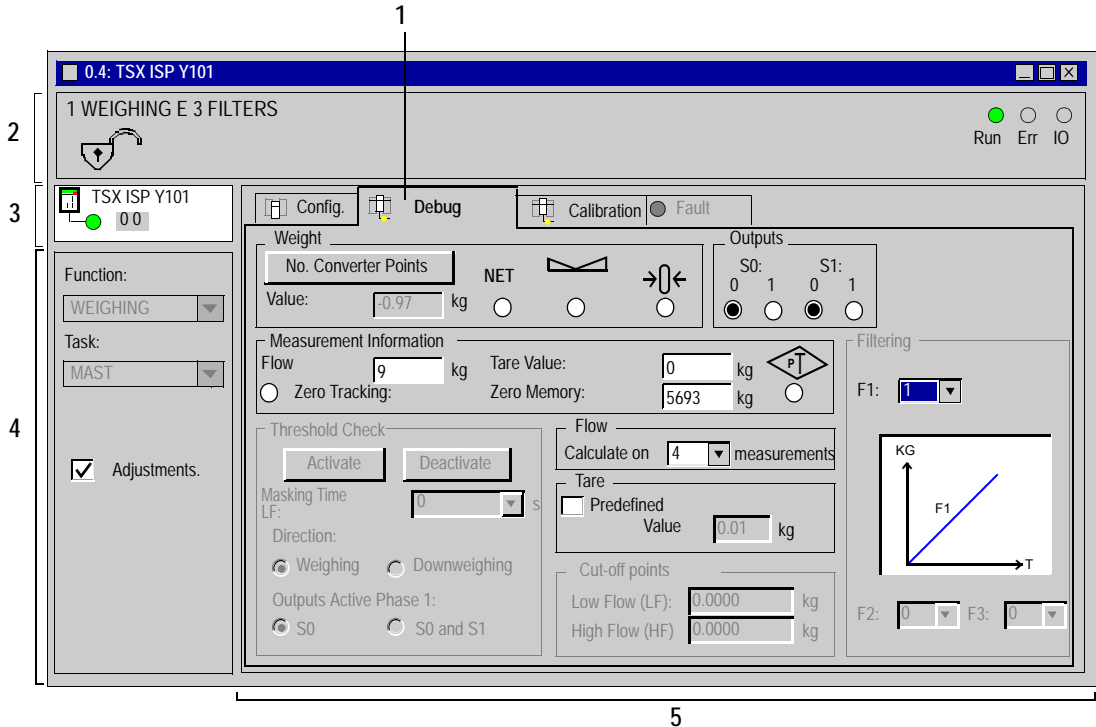 1
0.4: TSX ISP Y101
2
1 WEIGHING E 3 FILTERS
Run Err IO
3
TSX ISP Y101
0 0
Config. Debug Calibration Fault
4
Function:
WEIGHING
Task:
MAST
Adjustments.
Weight
No. Converter Points
NET
Value: -0.97 kg
→0←
Outputs
S0: S1:
0 1 0 1
Measurement Information
Flow 9 kg Tare Value: 0 kg
PT
Zero Tracking: Zero Memory: 5693 kg
Threshold Check
Activate Deactivate
Masking Time
LF: 0 s
Direction:
Weighing Downweighing
Outputs Active Phase 1:
S0 S0 and S1
Flow
Calculate on 4 measurements
Tare
Predefined
Value 0.01 kg
Cut-off points
Low Flow (LF): 0.0000 kg
High Flow (HF) 0.0000 kg
Filtering
F1: 1
KG
F1
T
F2: 0 F3: 0
5